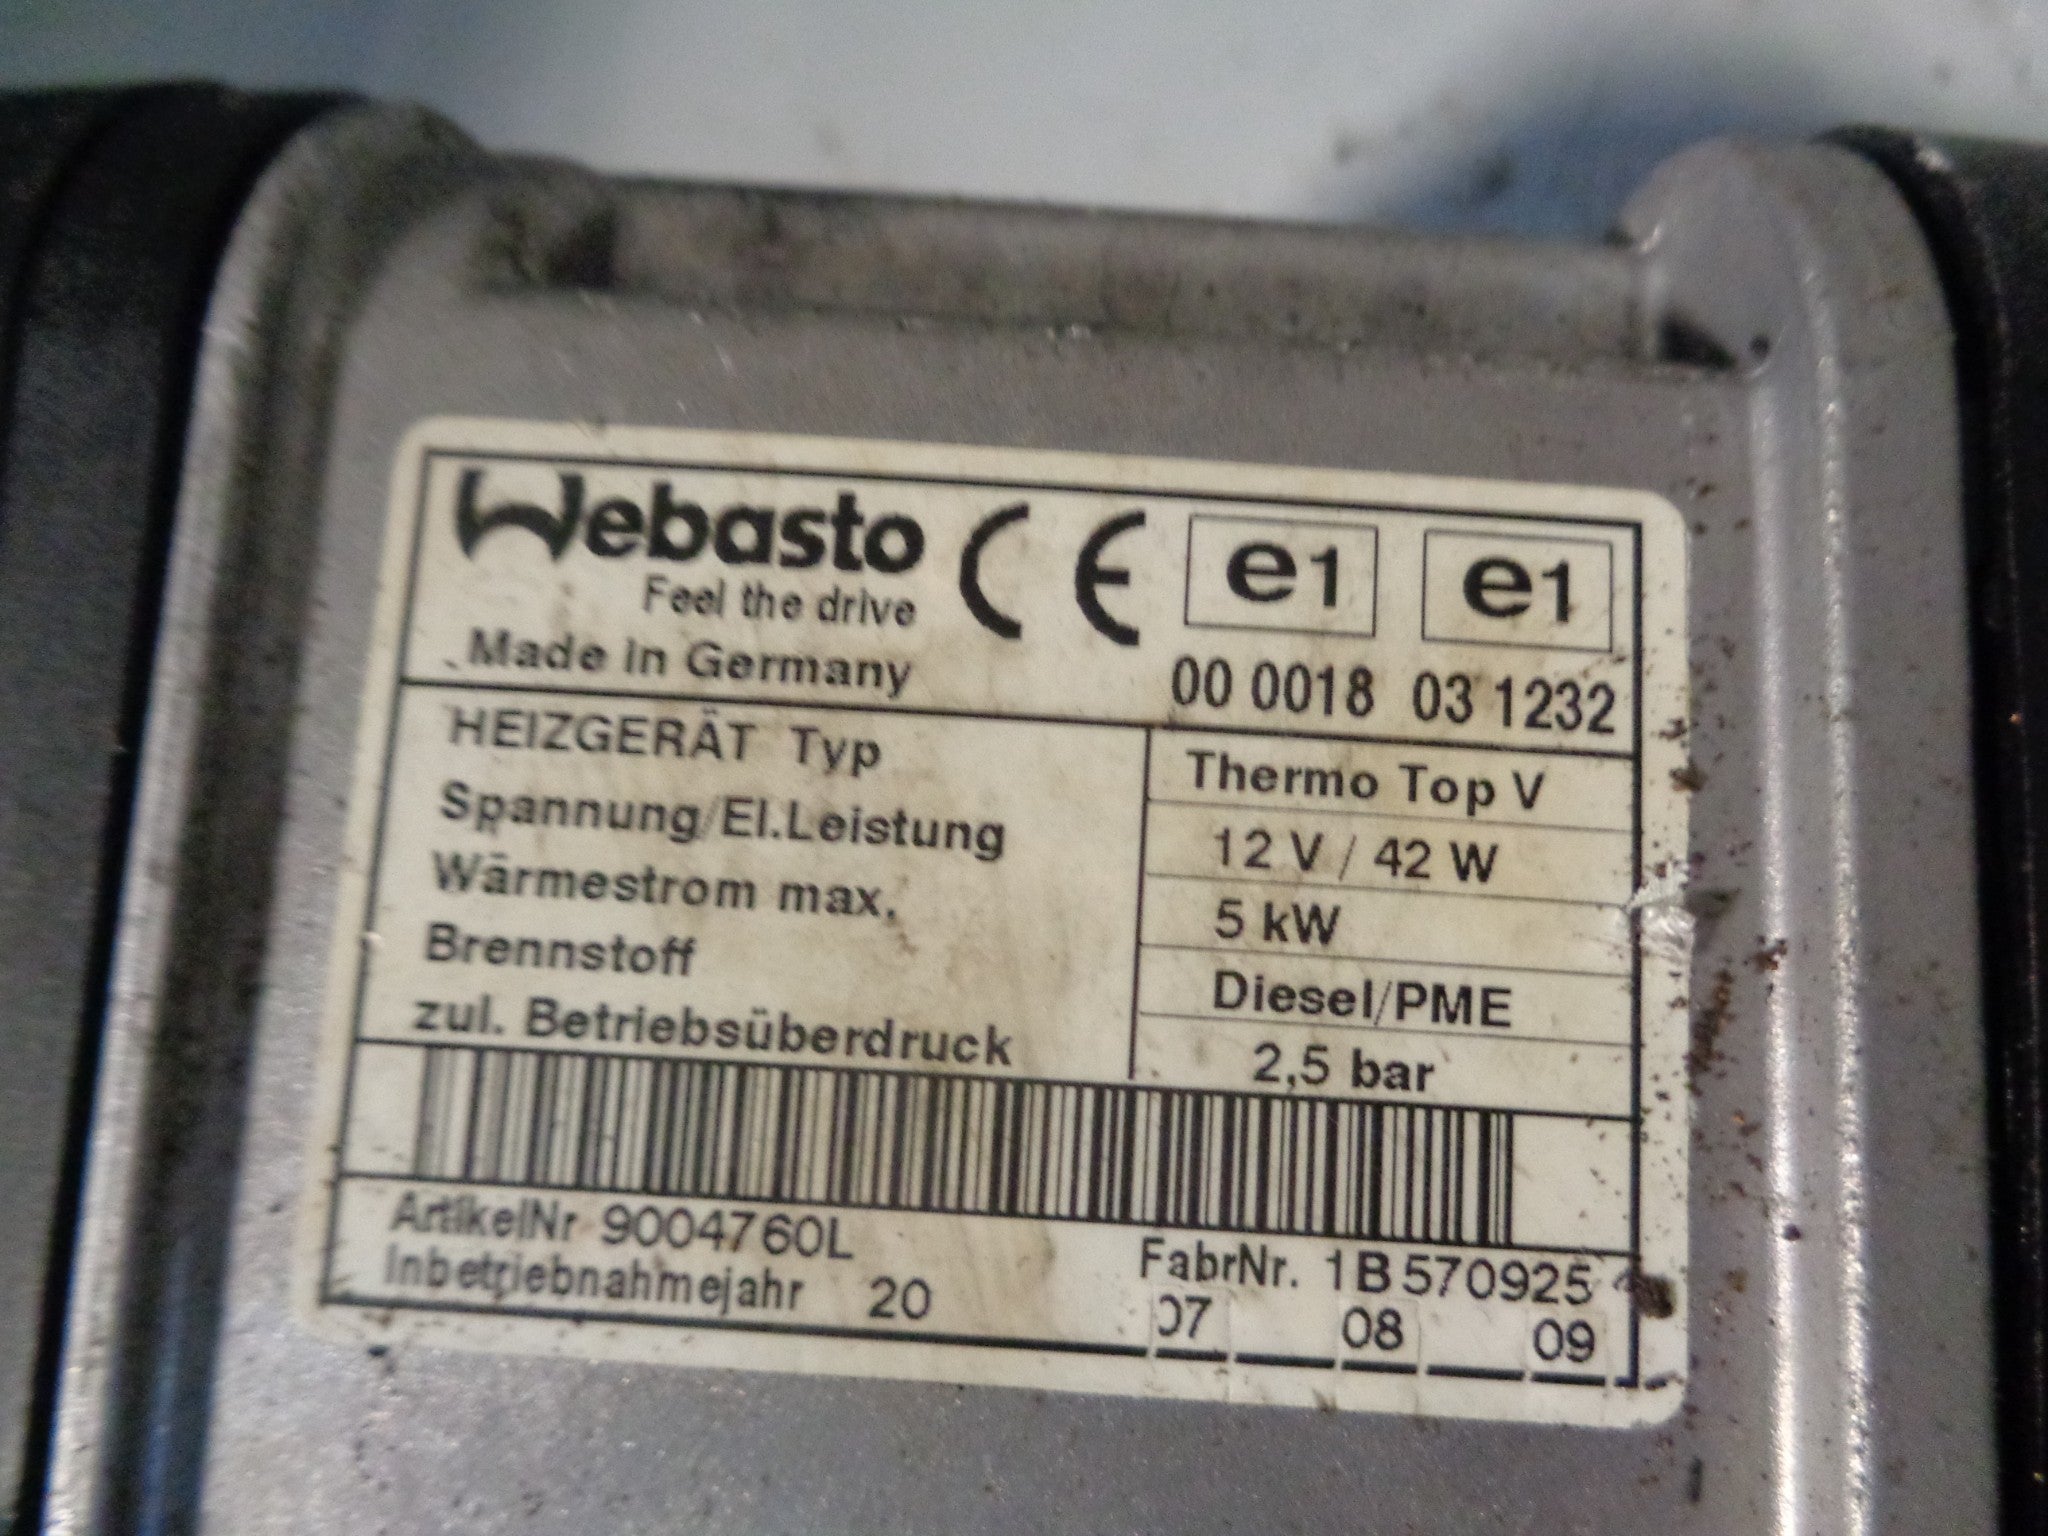 Webasto CE e1 e1
Feel the drive
Made in Germany 00 0018 03 1232
HEIZGERÄT Typ Thermo Top V
Spannung/El.Leistung 12 V / 42 W
Wärmestrom max. 5 kW
Brennstoff Diesel/PME
zul. Betriebsüberdruck 2,5 bar
ArtikelNr 9004760L FabrNr. 1B570925
Inbetriebnahmejahr 20 07 08 09